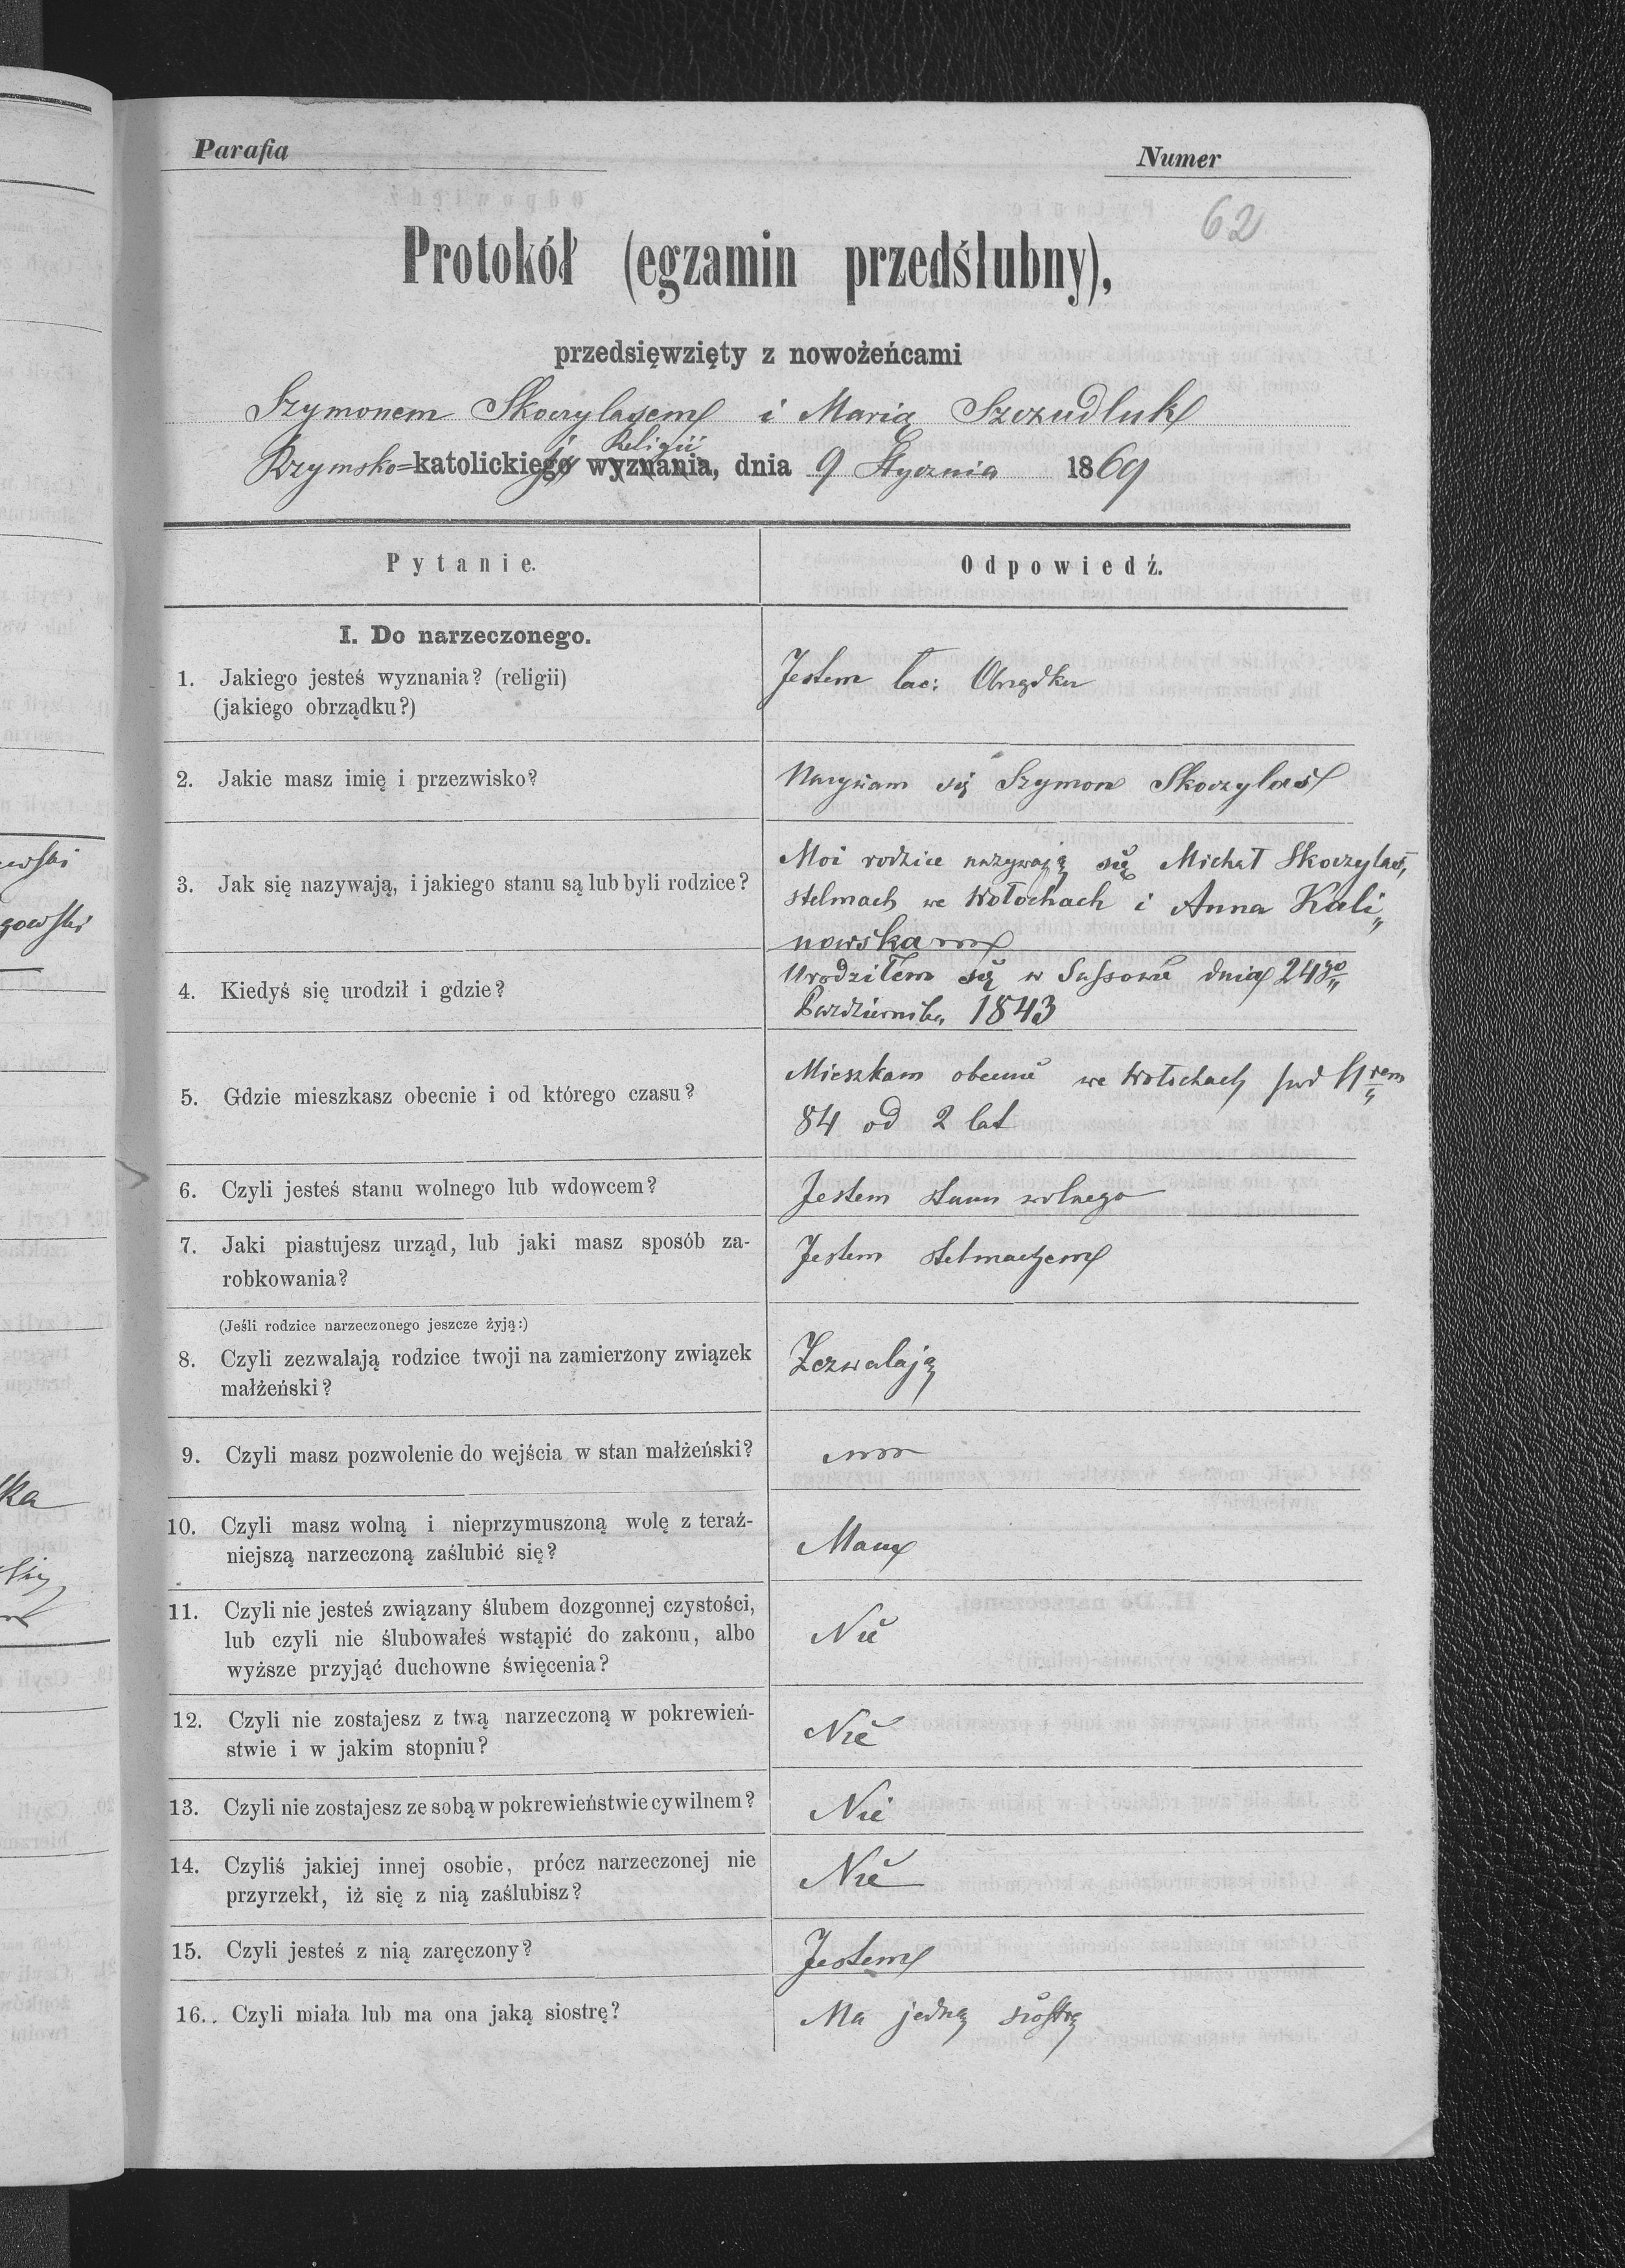 Parafia
Numer
62
Protokół (egzamin przedślubny),
przedsięwzięty z nowożeńcami
Szymonem Skoczylasem i Marią Szczudluk
Religii
Rzymsko=katolickiego wyznania, dnia 9 Stycznia 1869
Pytanie.
Odpowiedź.
I. Do narzeczonego.
1. Jakiego jesteś wyznania? (religii)
(jakiego obrządku?)
Jestem łac: Obrządku
2. Jakie masz imię i przezwisko?
Nazywam się Szymon Skoczylas
3. Jak się nazywają, i jakiego stanu są lub byli rodzice?
Moi rodzice nazywają się Michał Skoczylas,
stelmach we Wołochach i Anna Kali„
nowska
4. Kiedyś się urodził i gdzie?
Urodziłem się w Sassowie dnia 24go
Pazdziernika 1843
5. Gdzie mieszkasz obecnie i od którego czasu?
Mieszkam obecnie we Wołochach pod Nrem
84 od 2 lat
6. Czyli jesteś stanu wolnego lub wdowcem?
Jestem stanu wolnego
7. Jaki piastujesz urząd, lub jaki masz sposób za-
robkowania?
Jestem stelmachem
(Jeśli rodzice narzeczonego jeszcze żyją:)
8. Czyli zezwalają rodzice twoji na zamierzony związek
małżeński?
Zezwalają
9. Czyli masz pozwolenie do wejścia w stan małżeński?
10. Czyli masz wolną i nieprzymuszoną wolę z teraź-
niejszą narzeczoną zaślubić się?
Mam
11. Czyli nie jesteś związany ślubem dozgonnej czystości,
lub czyli nie ślubowałeś wstąpić do zakonu, albo
wyższe przyjąć duchowne święcenia?
Nie
12. Czyli nie zostajesz z twą narzeczoną w pokrewień-
stwie i w jakim stopniu?
Nie
13. Czyli nie zostajesz ze sobą w pokrewieństwie cywilnem?
Nie
14. Czyliś jakiej innej osobie, prócz narzeczonej nie
przyrzekł, iż się z nią zaślubisz?
Nie
15. Czyli jesteś z nią zaręczony?
Jestem
16.. Czyli miała lub ma ona jaką siostrę?
Ma jedną siostrę